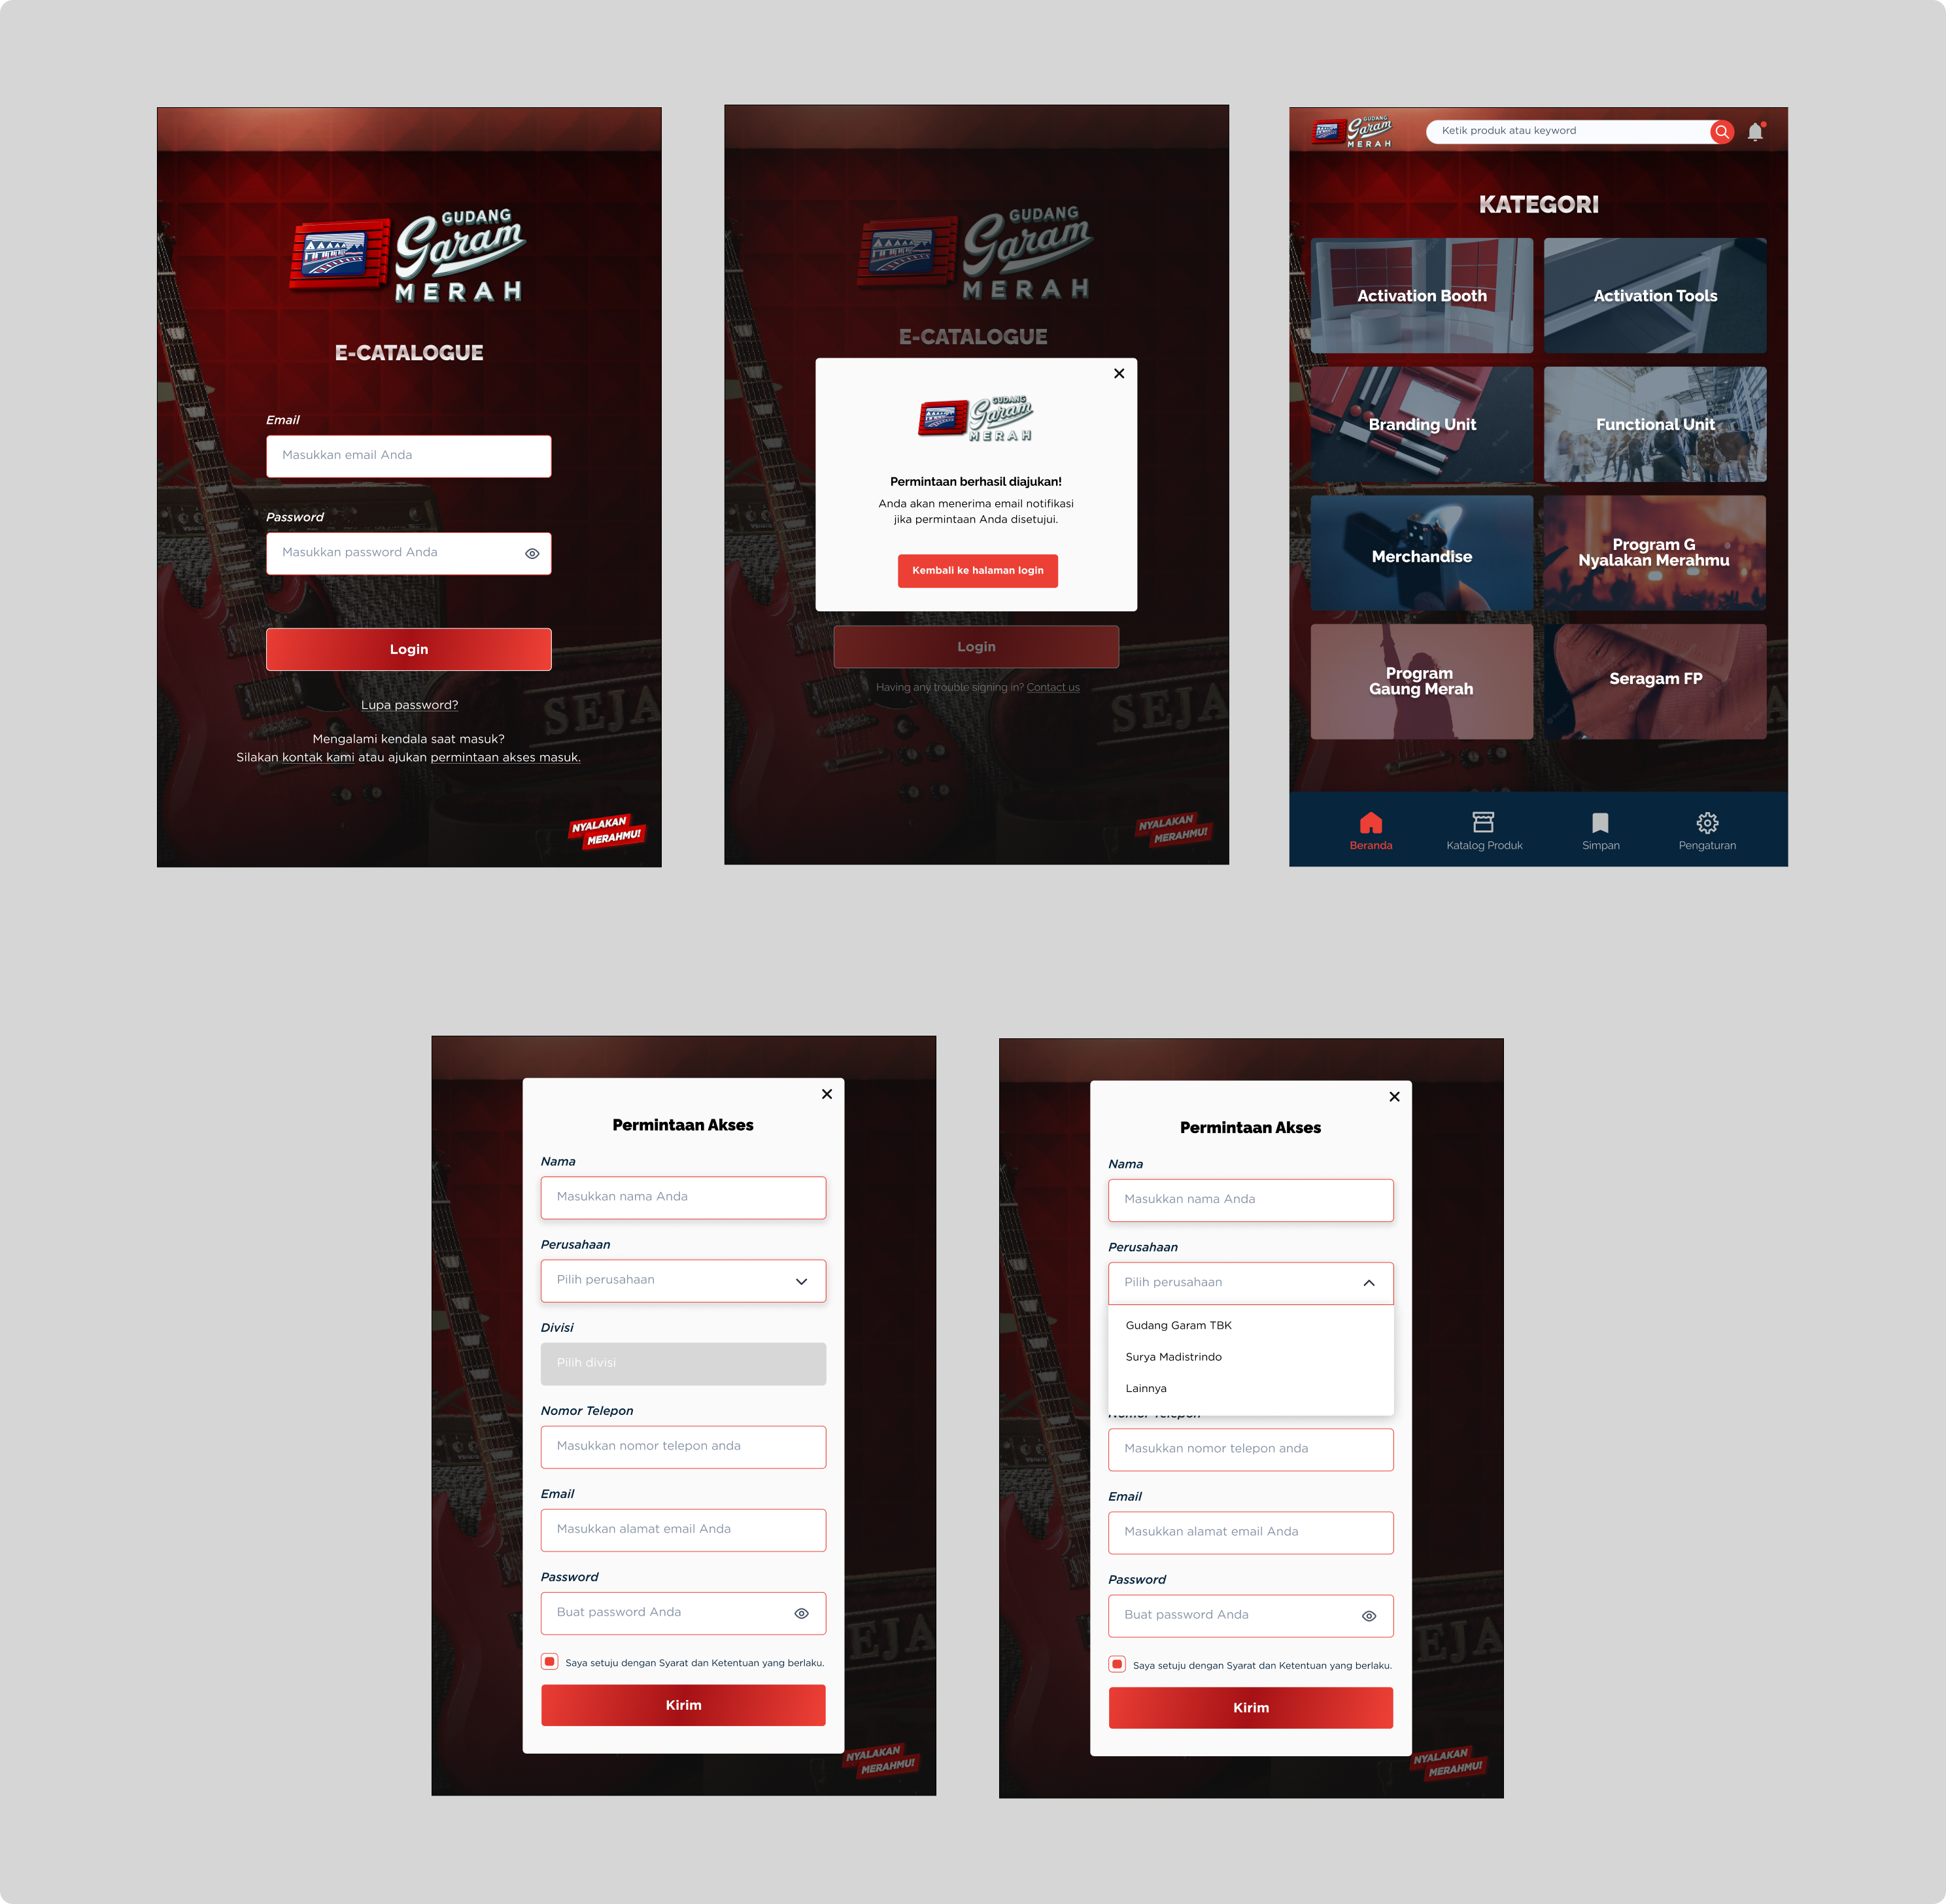 GUDANG
Garam
MERAH
E-CATALOGUE
Email
Masukkan email Anda
Password
Masukkan password Anda
Login
Lupa password?
Mengalami kendala saat masuk?
Silakan kontak kami atau ajukan permintaan akses masuk.
SEJA
NYALAKAN
MERAHMU!
GUDANG
Garam
MERAH
E-CATALOGUE
GUDANG
Garam
MERAH
Permintaan berhasil diajukan!
Anda akan menerima email notifikasi
jika permintaan Anda disetujui.
Kembali ke halaman login
Login
Having any trouble signing in? Contact us
SEJA
NYALAKAN
MERAHMU!
GUDANG
Garam
MERAH
Ketik produk atau keyword
KATEGORI
Activation Booth
Activation Tools
Branding Unit
Functional Unit
Merchandise
Program G
Nyalakan Merahmu
Program
Gaung Merah
Seragam FP
Beranda
Katalog Produk
Simpan
Pengaturan
Permintaan Akses
Nama
Masukkan nama Anda
Perusahaan
Pilih perusahaan
Divisi
Pilih divisi
Nomor Telepon
Masukkan nomor telepon anda
Email
Masukkan alamat email Anda
Password
Buat password Anda
Saya setuju dengan Syarat dan Ketentuan yang berlaku.
Kirim
EJA
NYALAKAN
MERAHMU!
Permintaan Akses
Nama
Masukkan nama Anda
Perusahaan
Pilih perusahaan
Gudang Garam TBK
Surya Madistrindo
Lainnya
Nomor Telepon
Masukkan nomor telepon anda
Email
Masukkan alamat email Anda
Password
Buat password Anda
Saya setuju dengan Syarat dan Ketentuan yang berlaku.
Kirim
EJA
NYALAKAN
MERAHMU!